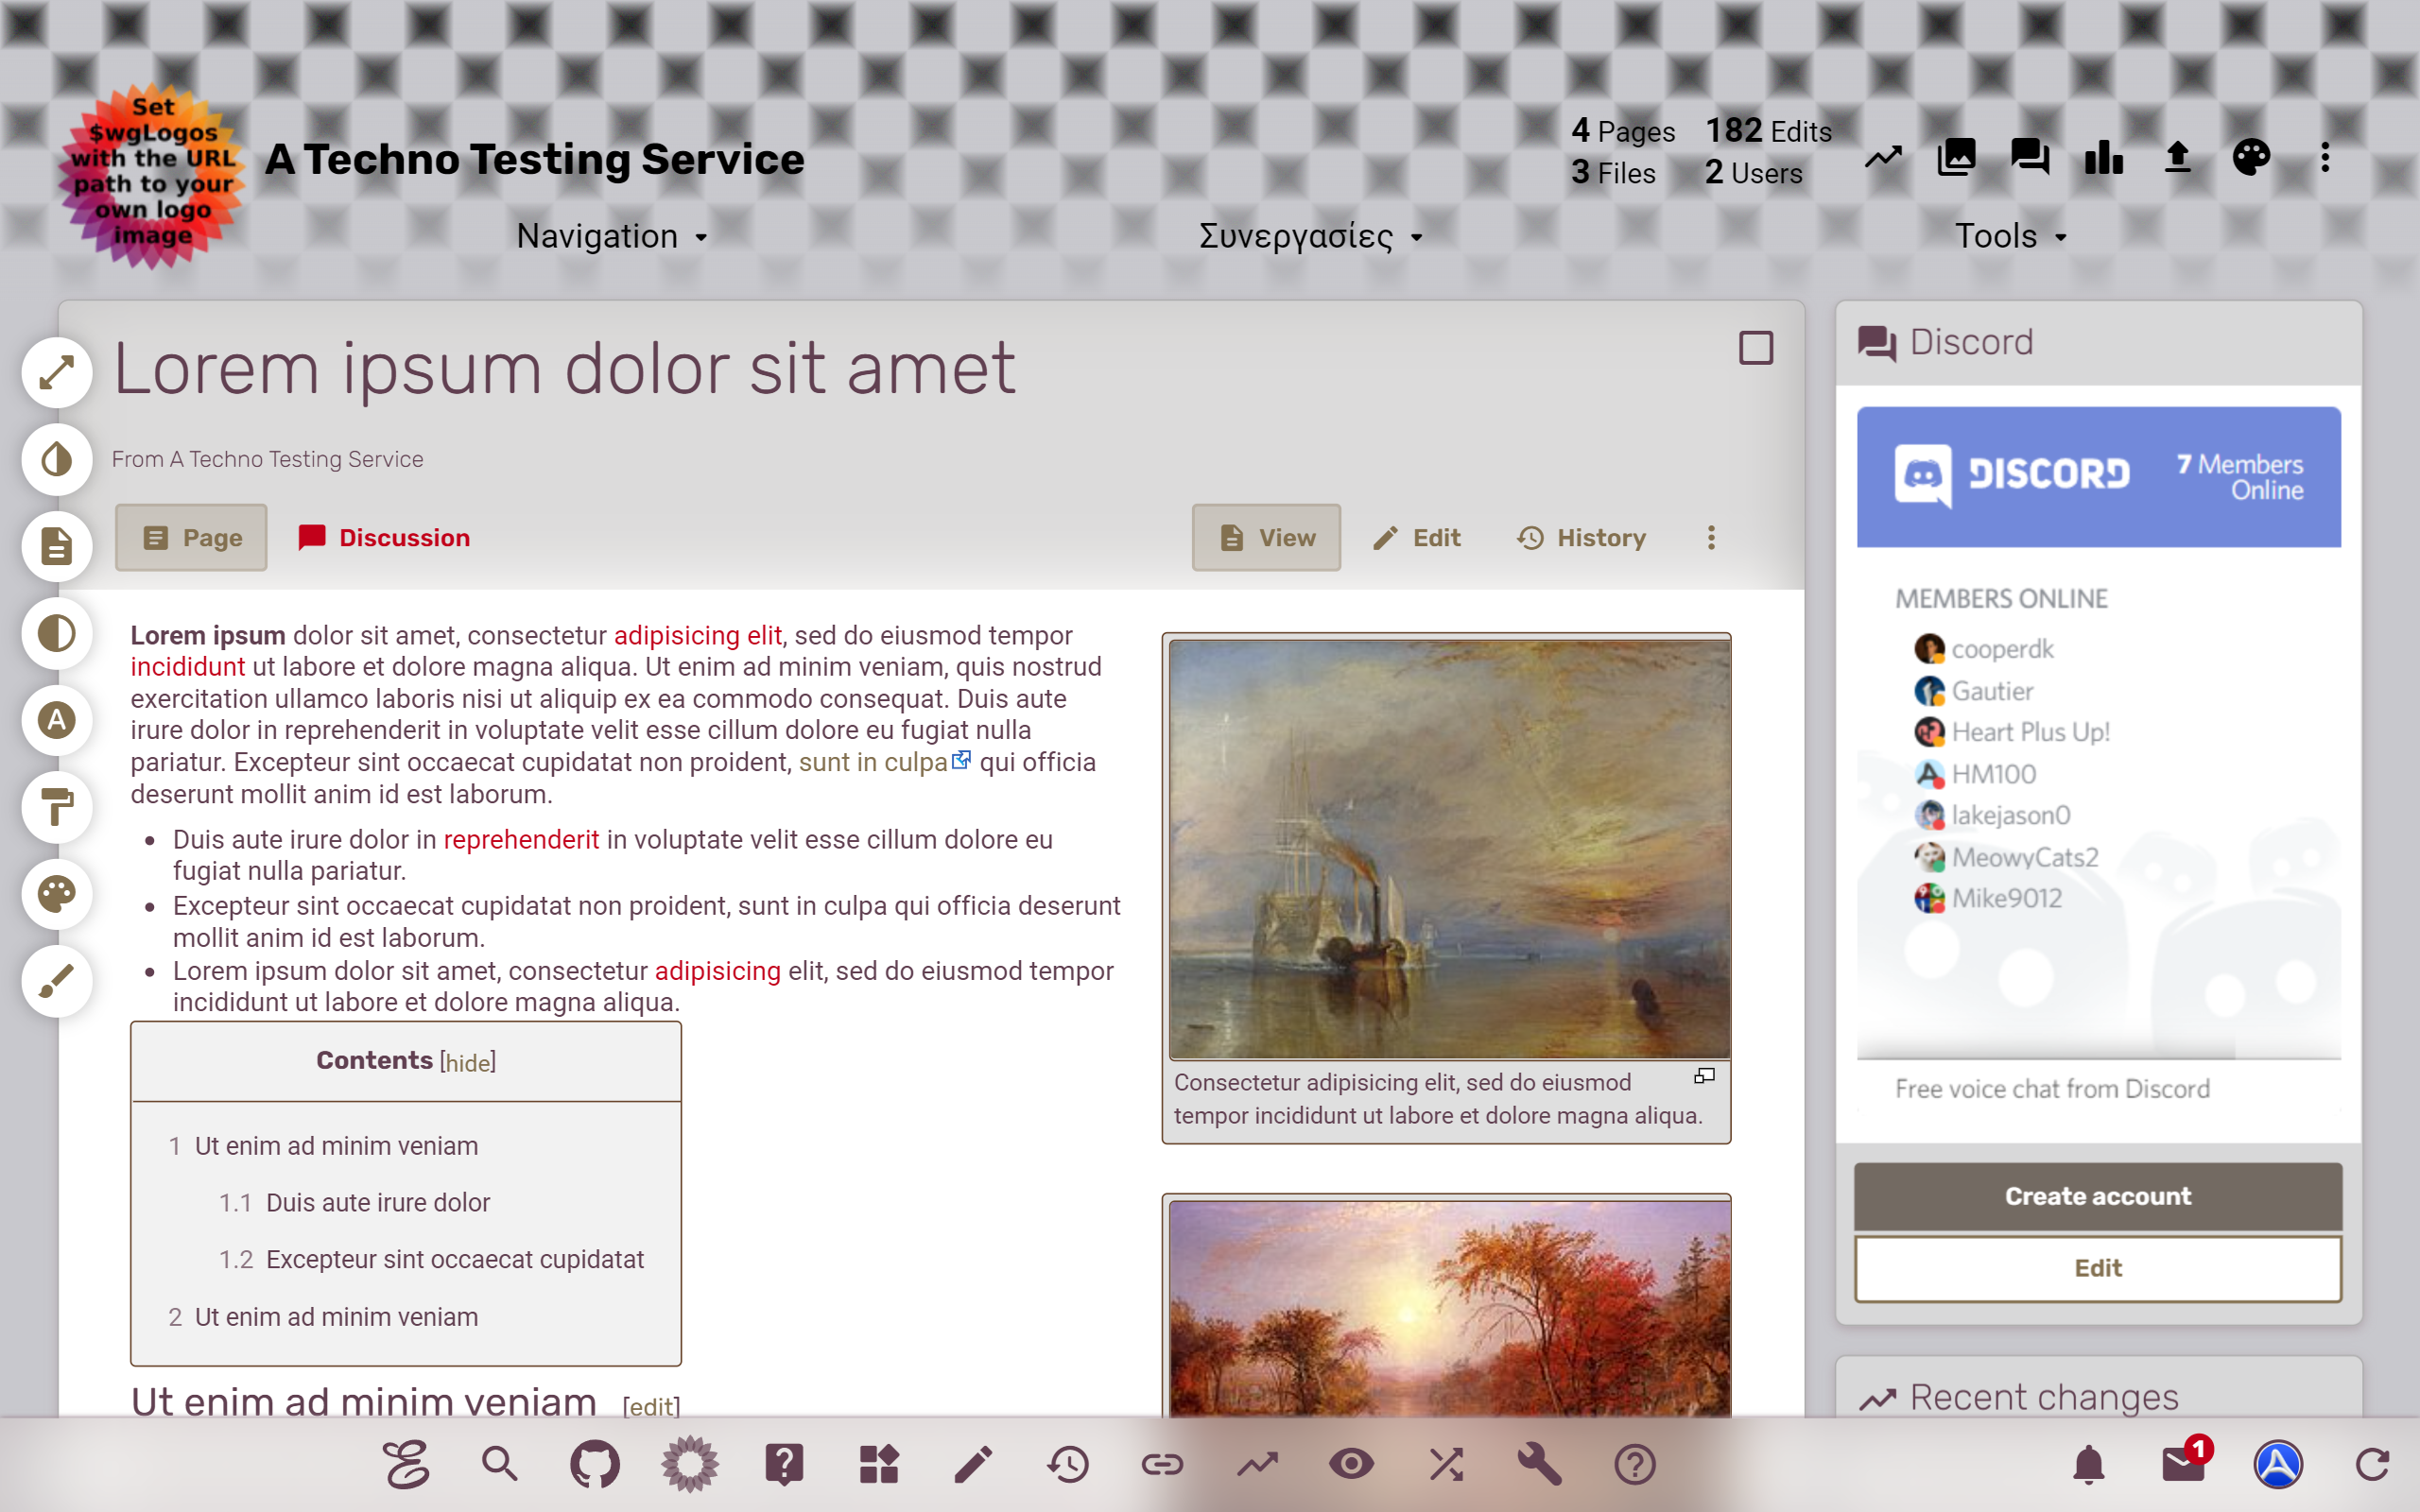 Set
$wgLogos
with the URL
path to your
own logo
image
A Techno Testing Service
4 Pages 182 Edits
3 Files 2 Users
Navigation
Συνεργασίες
Tools
Lorem ipsum dolor sit amet
From A Techno Testing Service
Page
Discussion
View
Edit
History
Lorem ipsum dolor sit amet, consectetur adipisicing elit, sed do eiusmod tempor
incididunt ut labore et dolore magna aliqua. Ut enim ad minim veniam, quis nostrud
exercitation ullamco laboris nisi ut aliquip ex ea commodo consequat. Duis aute
irure dolor in reprehenderit in voluptate velit esse cillum dolore eu fugiat nulla
pariatur. Excepteur sint occaecat cupidatat non proident, sunt in culpa qui officia
deserunt mollit anim id est laborum.
Duis aute irure dolor in reprehenderit in voluptate velit esse cillum dolore eu
fugiat nulla pariatur.
Excepteur sint occaecat cupidatat non proident, sunt in culpa qui officia deserunt
mollit anim id est laborum.
Lorem ipsum dolor sit amet, consectetur adipisicing elit, sed do eiusmod tempor
incididunt ut labore et dolore magna aliqua.
Contents [hide]
1 Ut enim ad minim veniam
1.1 Duis aute irure dolor
1.2 Excepteur sint occaecat cupidatat
2 Ut enim ad minim veniam
Ut enim ad minim veniam [edit]
Consectetur adipisicing elit, sed do eiusmod
tempor incididunt ut labore et dolore magna aliqua.
Discord
DISCORD
7 Members
Online
MEMBERS ONLINE
cooperdk
Gautier
Heart Plus Up!
HM100
lakejason0
MeowyCats2
Mike9012
Free voice chat from Discord
Create account
Edit
Recent changes
1